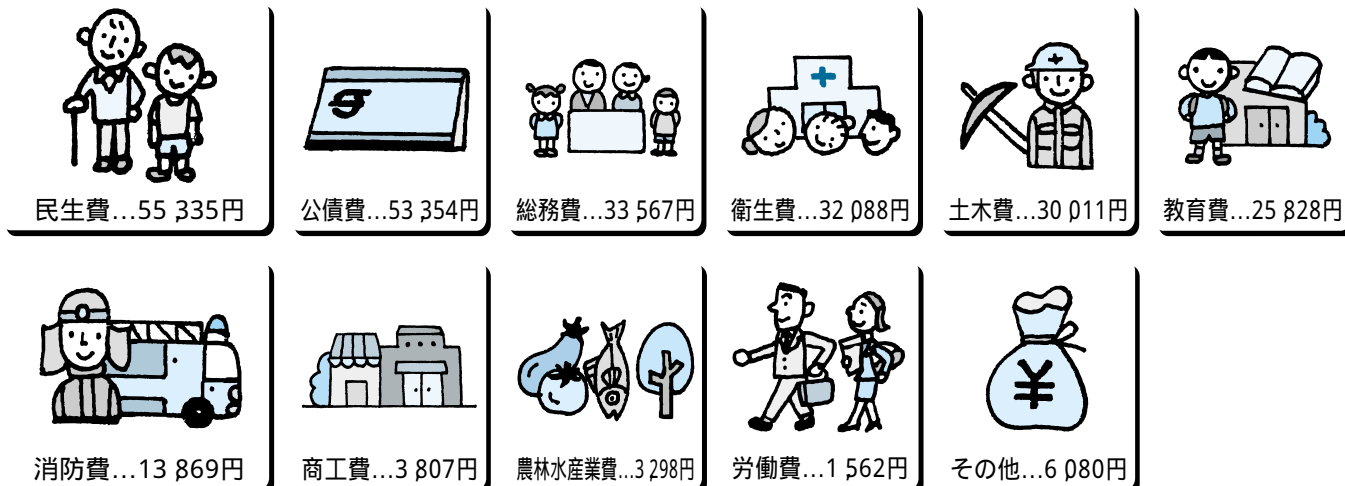 民生費…55,335円
公債費…53,354円
総務費…33,567円
衛生費…32,088円
土木費…30,011円
教育費…25,828円
消防費…13,869円
商工費…3,807円
農林水産業費…3,298円
労働費…1,562円
¥
その他…6,080円